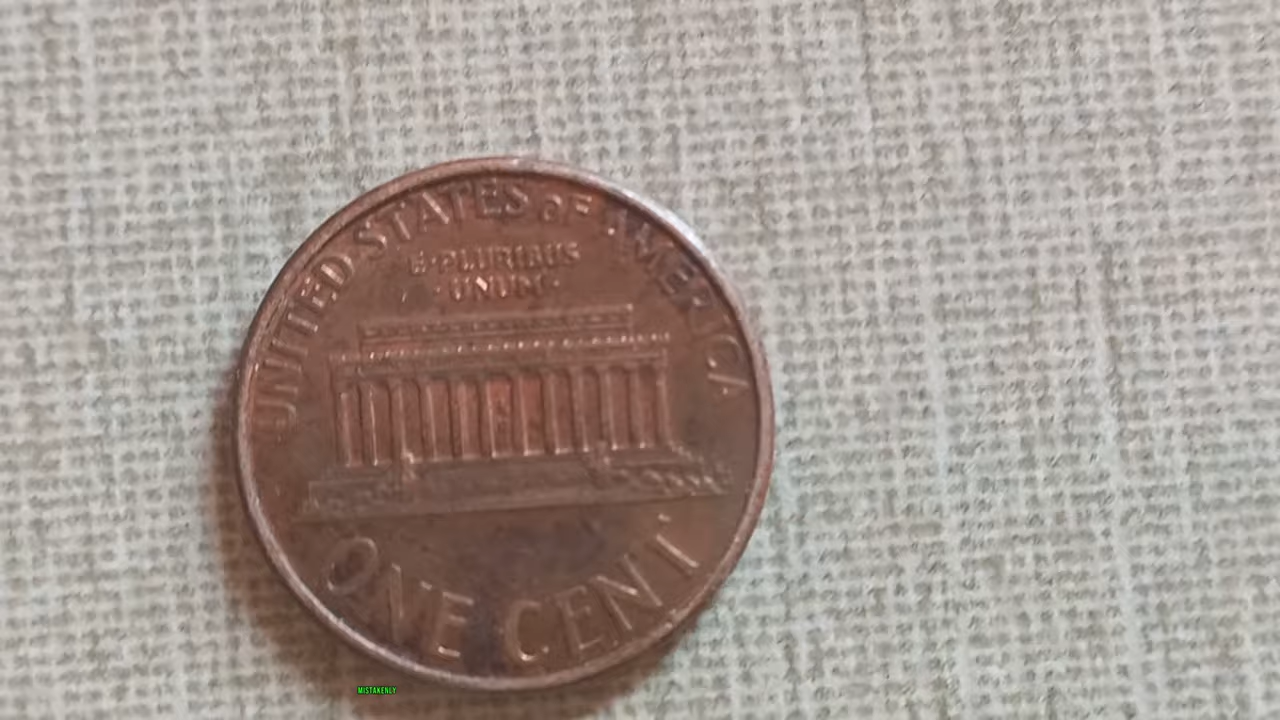 UNITED STATES OF AMERICA
E·PLURIBUS
·UNUM·
ONE CENT
MISTAKENLY